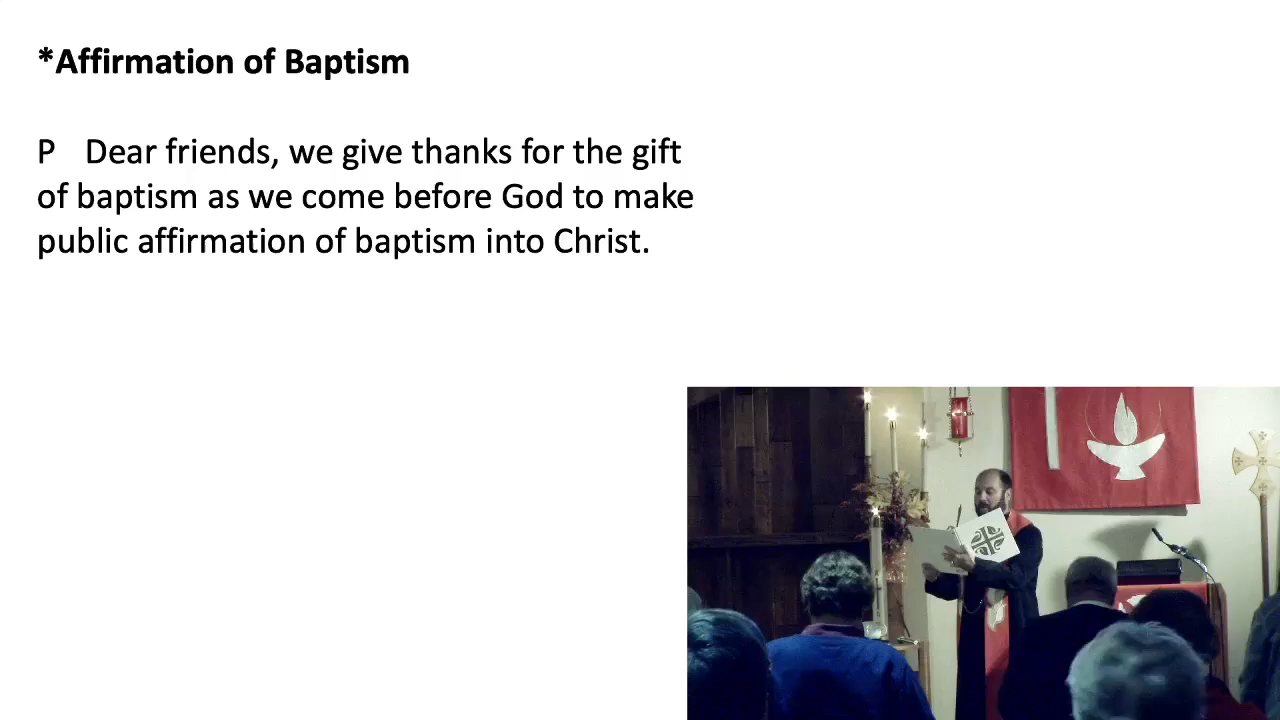 *Affirmation of Baptism
P Dear friends, we give thanks for the gift
of baptism as we come before God to make
public affirmation of baptism into Christ.